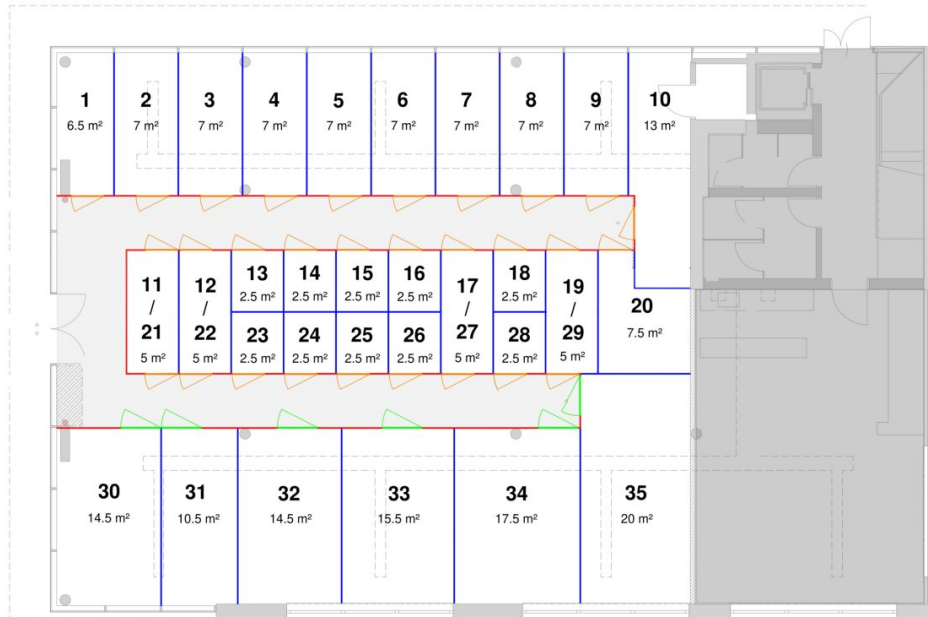 1
6.5 m²
2
7 m²
3
7 m²
4
7 m²
5
7 m²
6
7 m²
7
7 m²
8
7 m²
9
7 m²
10
13 m²
11
/
21
5 m²
12
/
22
5 m²
13
2.5 m²
14
2.5 m²
15
2.5 m²
16
2.5 m²
17
/
27
5 m²
18
2.5 m²
19
/
29
5 m²
20
7.5 m²
23
2.5 m²
24
2.5 m²
25
2.5 m²
26
2.5 m²
28
2.5 m²
30
14.5 m²
31
10.5 m²
32
14.5 m²
33
15.5 m²
34
17.5 m²
35
20 m²